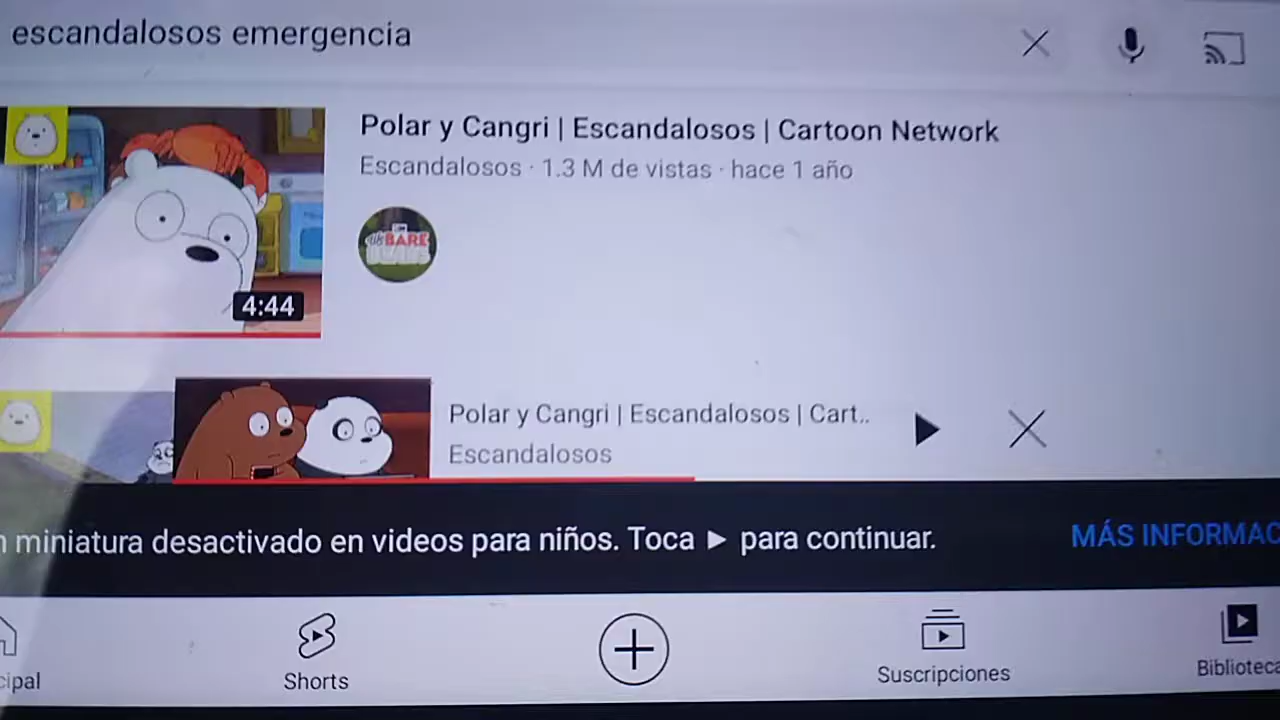 escandalosos emergencia
Polar y Cangri | Escandalosos | Cartoon Network
Escandalosos · 1.3 M de vistas · hace 1 año
BARE
4:44
Polar y Cangri | Escandalosos | Cart..
Escandalosos
miniatura desactivado en videos para niños. Toca ► para continuar.
MÁS INFORMAC
cipal
Shorts
Suscripciones
Biblioteca